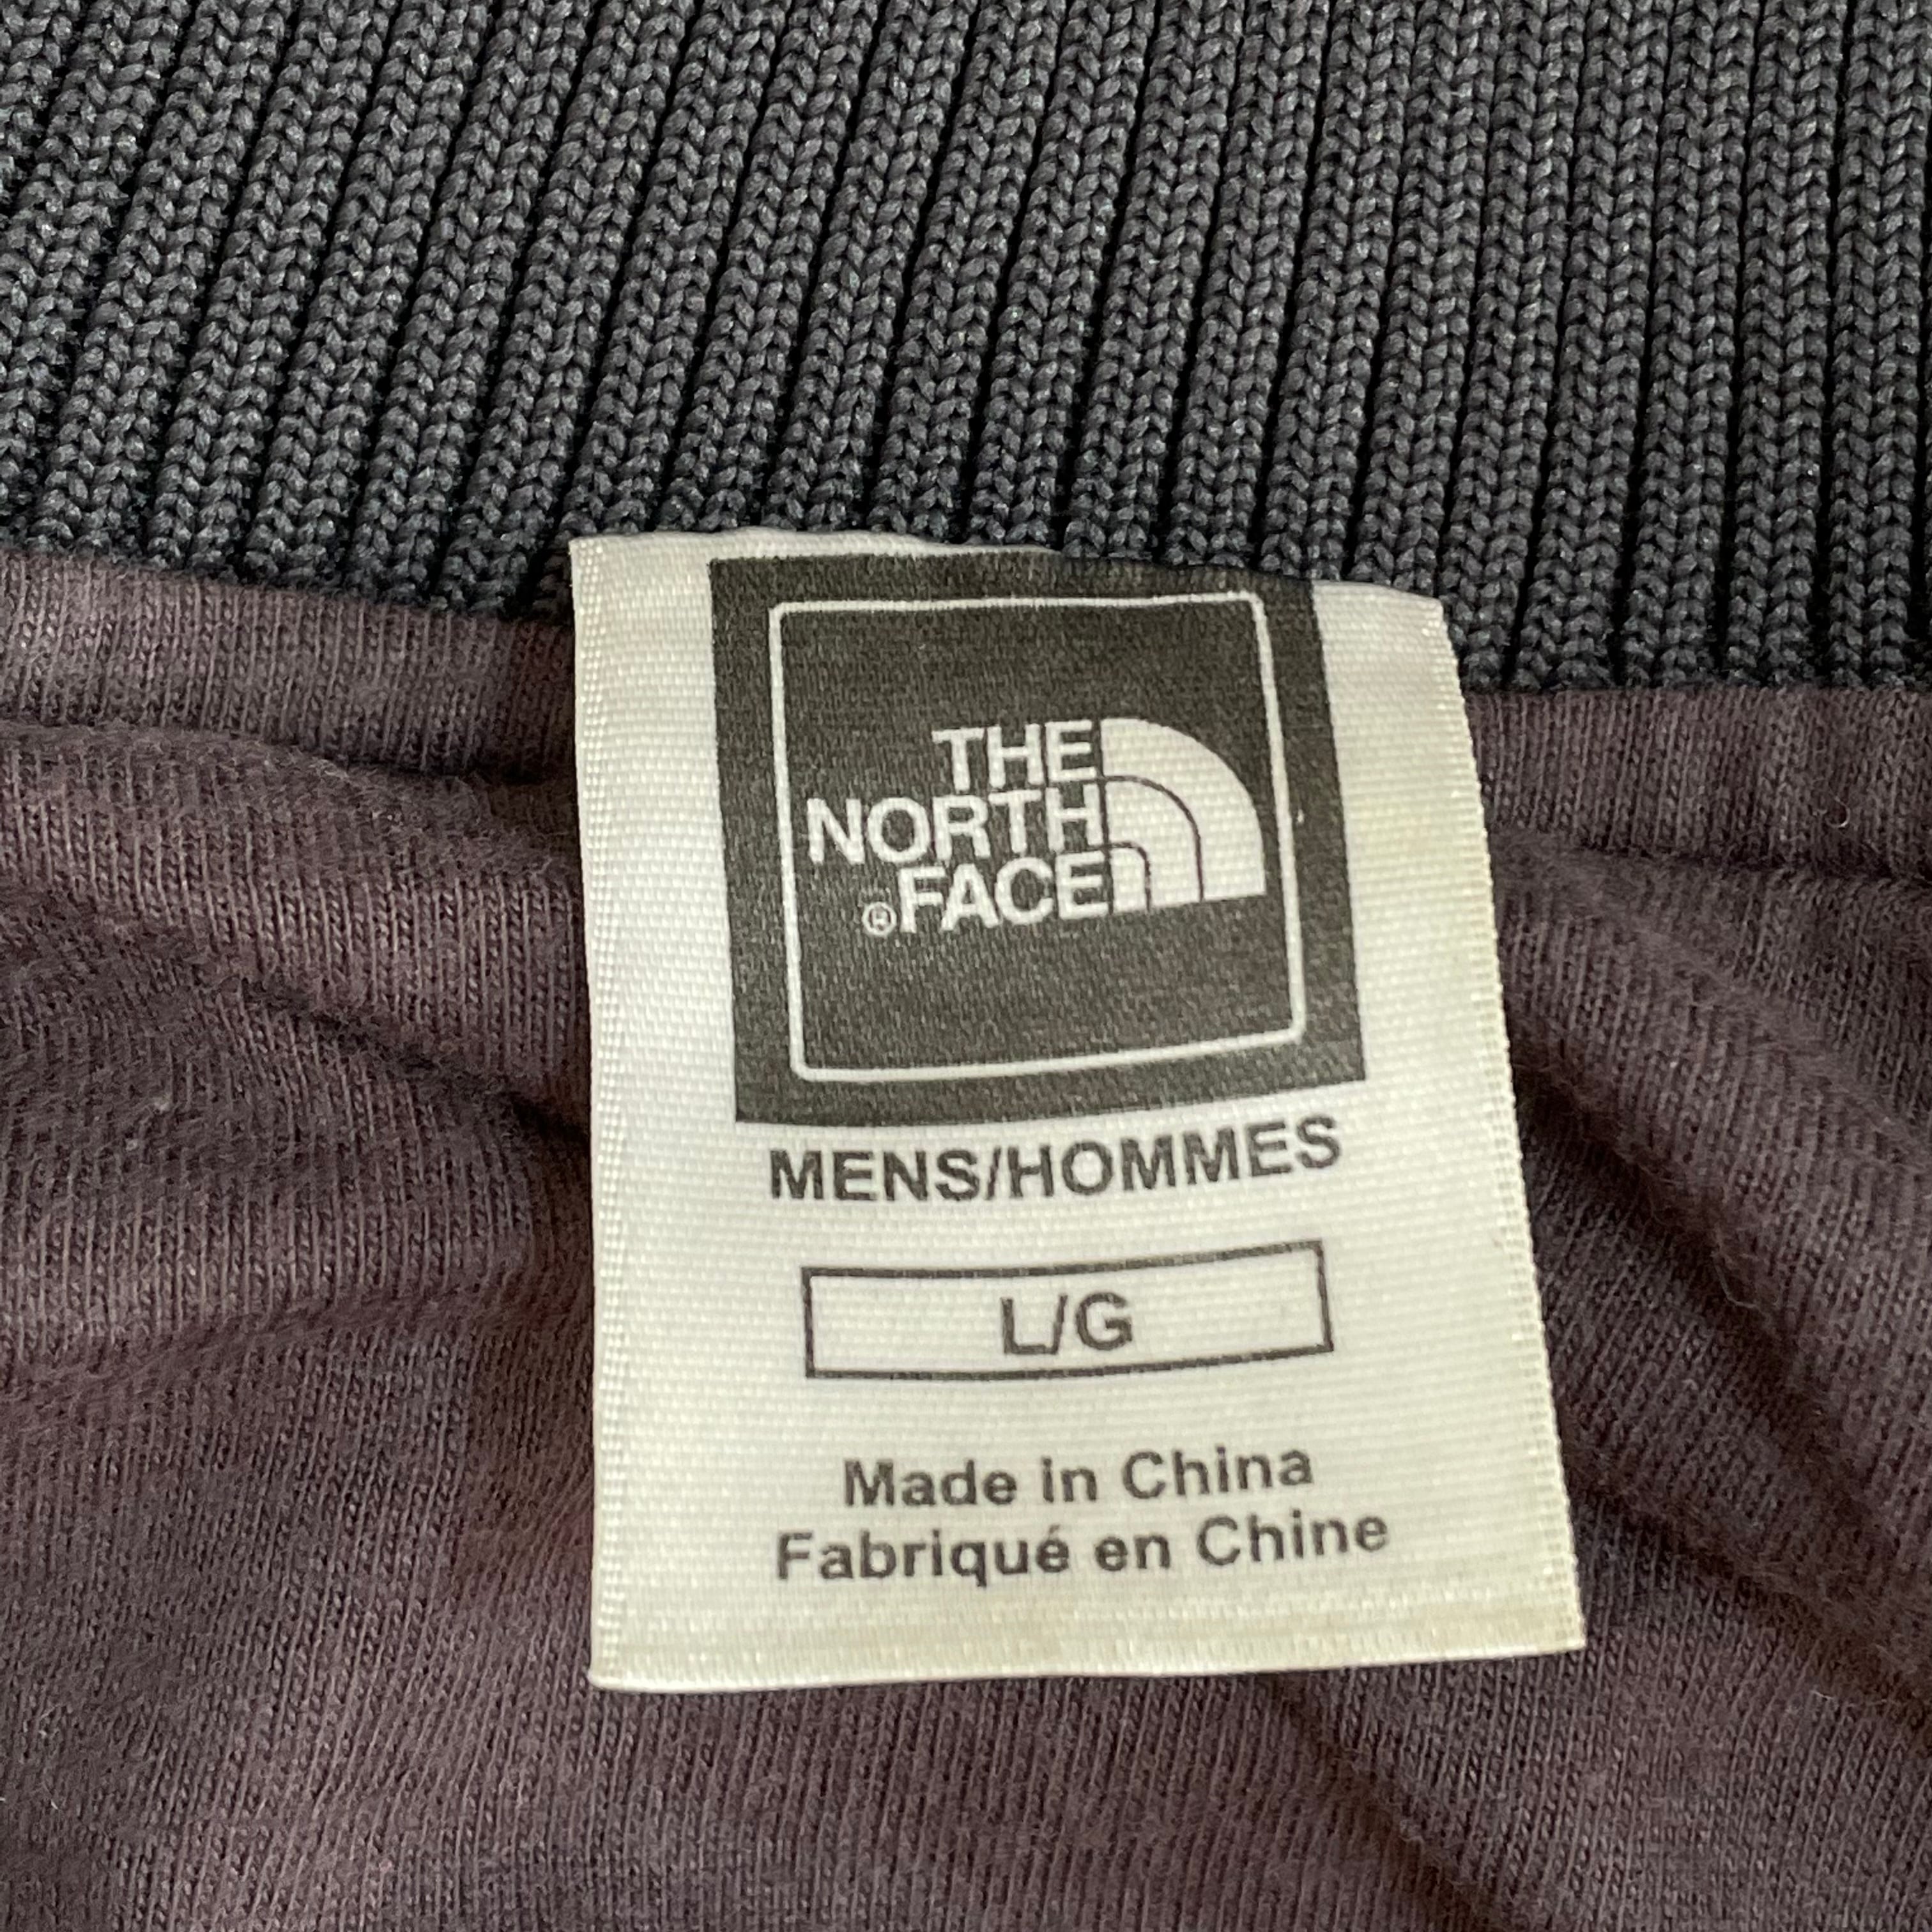 THE
NORTH
®FACE
MENS/HOMMES
L/G
Made in China
Fabriqué en Chine